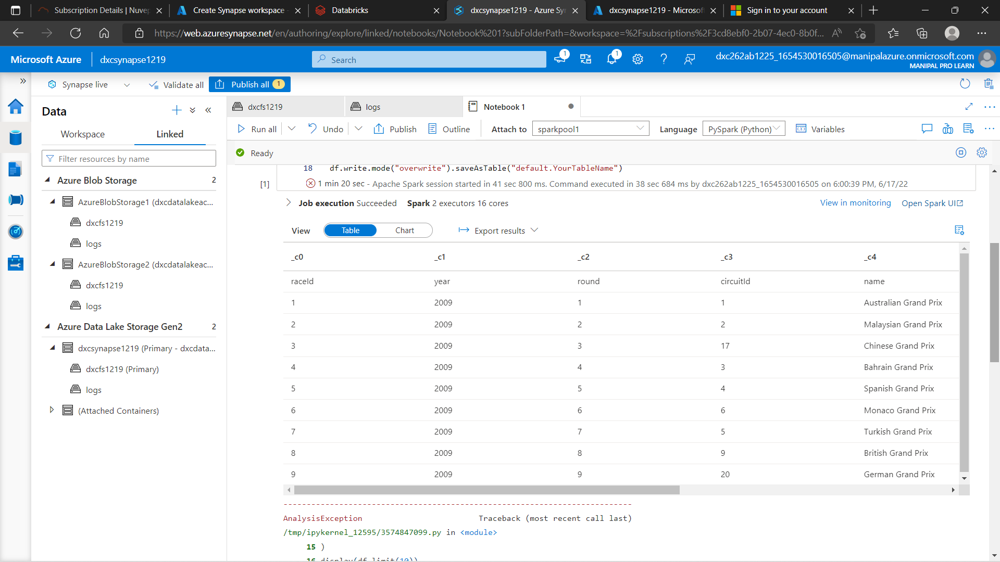 Subscription Details | Nuvep
Create Synapse workspace -
Databricks
dxcsynapse1219 - Azure Syn
dxcsynapse1219 - Microsoft
Sign in to your account
https://web.azuresynapse.net/en/authoring/explore/linked/notebooks/Notebook%201?subFolderPath=&workspace=%2Fsubscriptions%2F3cd8ebf0-2b07-4ec0-8b0f...
Microsoft Azure
dxcsynapse1219
Search
1
1
dxc262ab1225_1654530016505@manipalazure.onmicrosoft.com
MANIPAL PRO LEARN
Synapse live
Validate all
Publish all 1
Data
Workspace
Linked
Filter resources by name
Azure Blob Storage 2
AzureBlobStorage1 (dxcdatalakeac...
dxcfs1219
logs
AzureBlobStorage2 (dxcdatalakeac...
dxcfs1219
logs
Azure Data Lake Storage Gen2 2
dxcsynapse1219 (Primary - dxcdata...
dxcfs1219 (Primary)
logs
(Attached Containers)
dxcfs1219
logs
Notebook 1
Run all
Undo
Publish
Outline
Attach to sparkpool1
Language PySpark (Python)
Variables
Ready
18 df.write.mode("overwrite").saveAsTable("default.YourTableName")
[1] 1 min 20 sec - Apache Spark session started in 41 sec 800 ms. Command executed in 38 sec 684 ms by dxc262ab1225_1654530016505 on 6:00:39 PM, 6/17/22
Job execution Succeeded Spark 2 executors 16 cores
View in monitoring
Open Spark UI
View Table Chart
Export results
_c0 _c1 _c2 _c3 _c4
raceId year round circuitId name
1 2009 1 1 Australian Grand Prix
2 2009 2 2 Malaysian Grand Prix
3 2009 3 17 Chinese Grand Prix
4 2009 4 3 Bahrain Grand Prix
5 2009 5 4 Spanish Grand Prix
6 2009 6 6 Monaco Grand Prix
7 2009 7 5 Turkish Grand Prix
8 2009 8 9 British Grand Prix
9 2009 9 20 German Grand Prix
---------------------------------------------------------------------------
AnalysisException Traceback (most recent call last)
/tmp/ipykernel_12595/3574847099.py in <module>
15 )
16 display(df.limit(10))